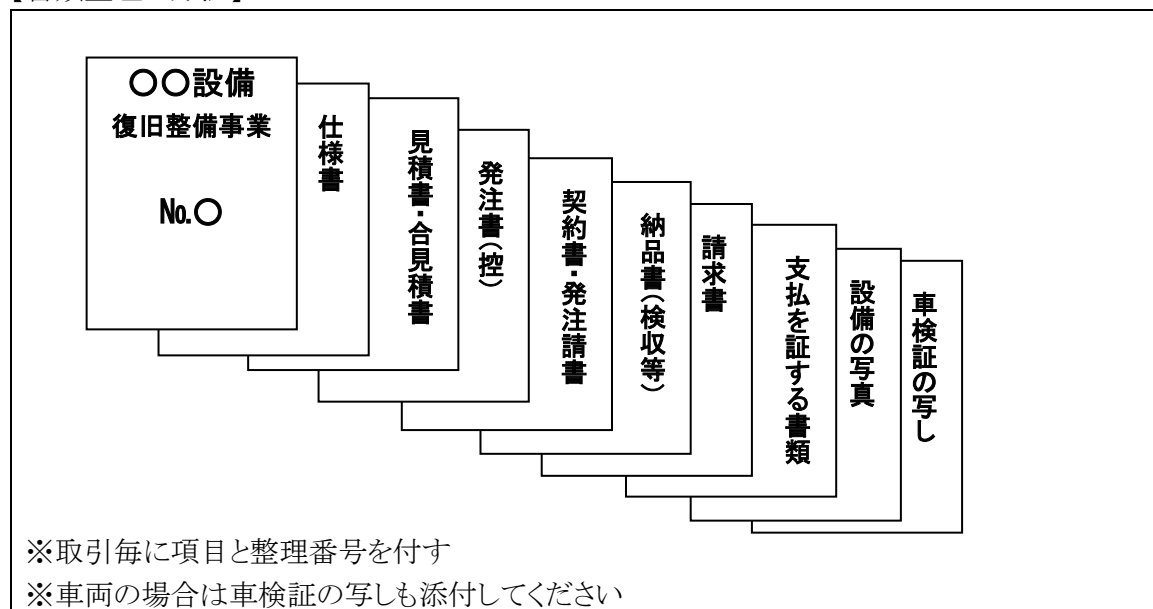 〇〇設備
復旧整備事業
№〇
仕様書
見積書・合見積書
発注書(控)
契約書・発注請書
納品書(検収等)
請求書
支払を証する書類
設備の写真
車検証の写し
※取引毎に項目と整理番号を付す
※車両の場合は車検証の写しも添付してください